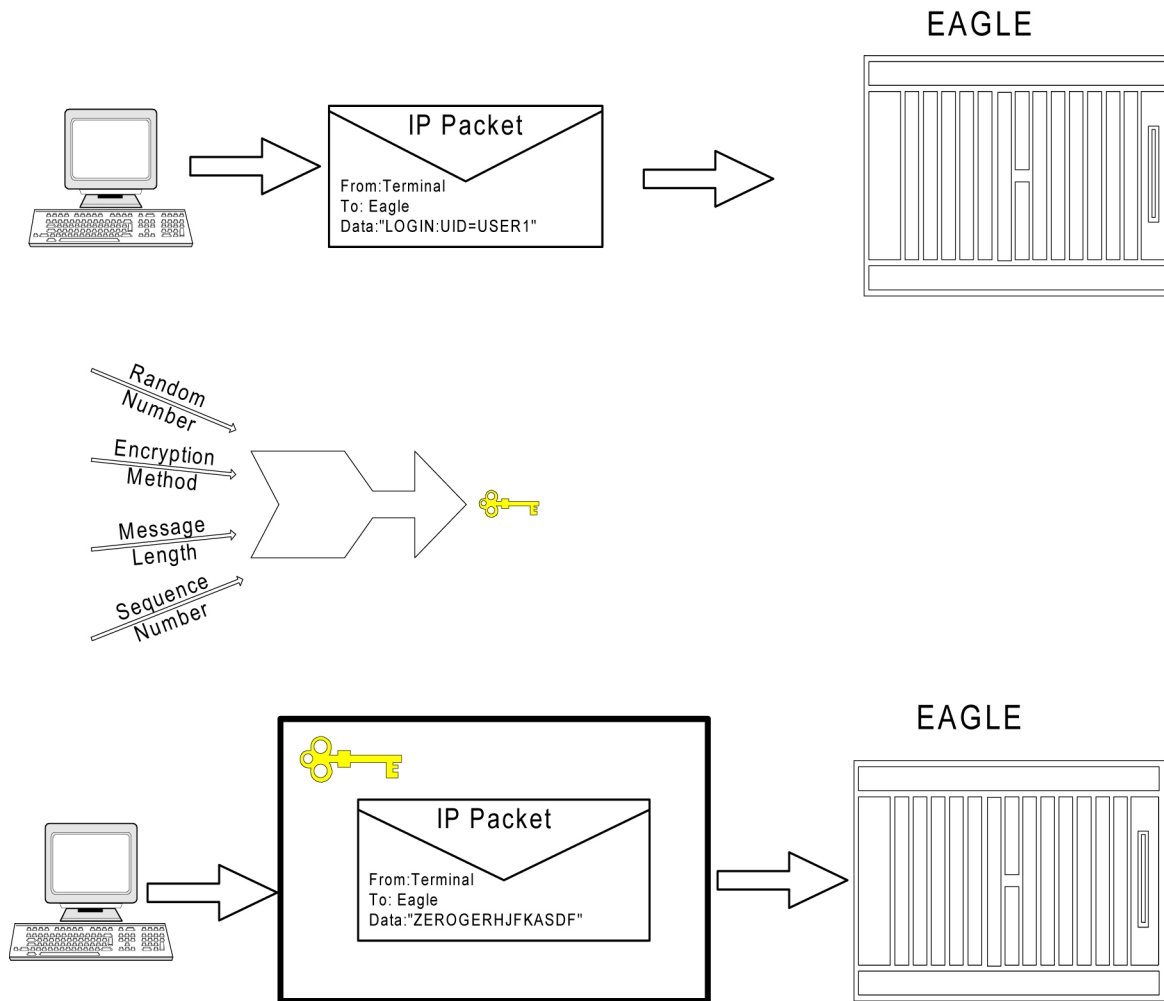 EAGLE
IP Packet
From:Terminal
To: Eagle
Data:"LOGIN:UID=USER1"
Random
Number
Encryption
Method
Message
Length
Sequence
Number
EAGLE
IP Packet
From:Terminal
To: Eagle
Data:"ZEROGERHJFKASDF"